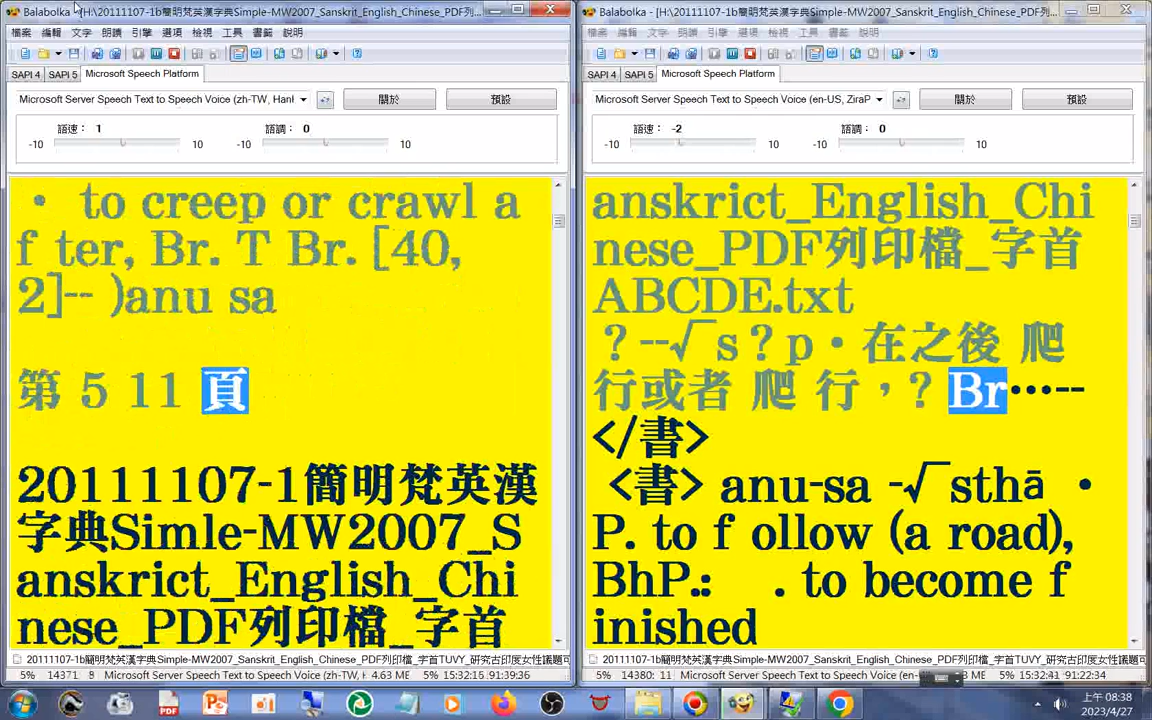 Balabolka - [H:\20111107-1b簡明梵英漢字典Simple-MW2007_Sanskrit_English_Chinese_PDF列...
檔案 編輯 文字 朗讀 引擎 選項 檢視 工具 書籤 說明
SAPI 4 SAPI 5 Microsoft Speech Platform
Microsoft Server Speech Text to Speech Voice (zh-TW, Hanl
關於 預設
語速： 1 語調： 0
-10 10 -10 10
• to creep or crawl a
f ter, Br. T Br. [40,
2]-- )anu sa
第 5 11 頁
20111107-1簡明梵英漢
字典Simle-MW2007_S
anskrict_English_Chi
nese_PDF列印檔_字首
20111107-1b簡明梵英漢字典Simple-MW2007_Sanskrit_English_Chinese_PDF列印檔_字首TUVY_研究古印度女性議題可
5% 14371 8 Microsoft Server Speech Text to Speech Voice (zh-TW, H 4.63 ME 5% 15:32:16 - 91:39:36
Balabolka - [H:\20111107-1b簡明梵英漢字典Simple-MW2007_Sanskrit_English_Chinese_PDF列印...
檔案 編輯 文字 朗讀 引擎 選項 檢視 工具 書籤 說明
SAPI 4 SAPI 5 Microsoft Speech Platform
Microsoft Server Speech Text to Speech Voice (en-US, ZiraP
關於 預設
語速： -2 語調： 0
-10 10 -10 10
anskrict_English_Chi
nese_PDF列印檔_字首
ABCDE.txt
？--√s？p • 在之後 爬
行或者 爬 行，？ Br…--
</書>
<書> anu-sa -√sthā •
P. to f ollow (a road),
BhP.: . to become f
inished
20111107-1b簡明梵英漢字典Simple-MW2007_Sanskrit_English_Chinese_PDF列印檔_字首TUVY_研究古印度女性議題可
5% 14380: 11 Microsoft Server Speech Text to Speech Voice (en-US, 3 ME 5% 15:32:41 - 91:22:34
上午 08:38
2023/4/27